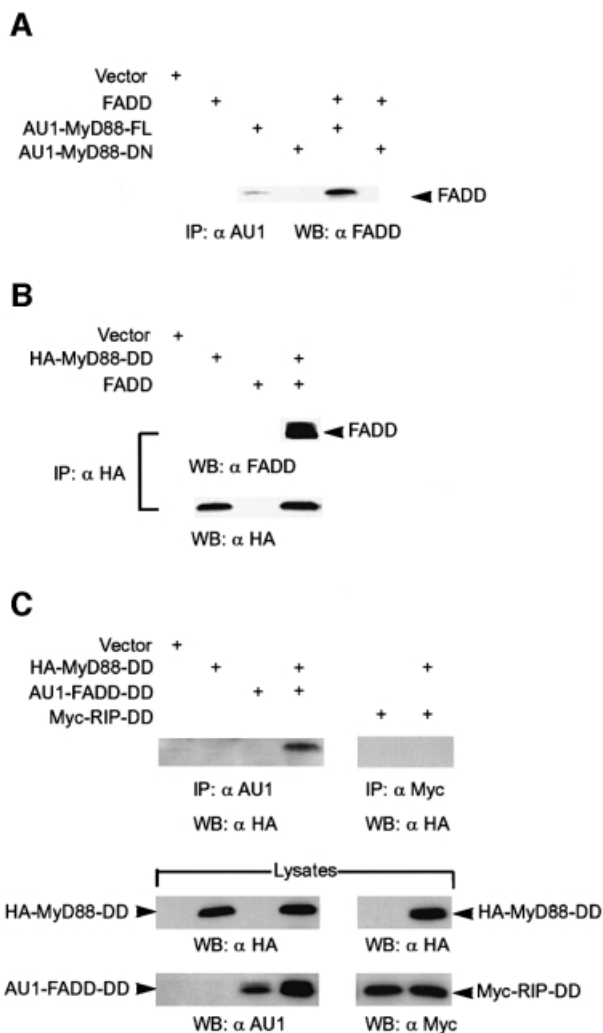 A
Vector +
FADD + + +
AU1-MyD88-FL + +
AU1-MyD88-DN + +
FADD
IP: α AU1 WB: α FADD
B
Vector +
HA-MyD88-DD + +
FADD + +
FADD
IP: α HA
WB: α FADD
WB: α HA
C
Vector +
HA-MyD88-DD + + +
AU1-FADD-DD + +
Myc-RIP-DD + +
IP: α AU1 IP: α Myc
WB: α HA WB: α HA
Lysates
HA-MyD88-DD HA-MyD88-DD
WB: α HA WB: α HA
AU1-FADD-DD Myc-RIP-DD
WB: α AU1 WB: α Myc